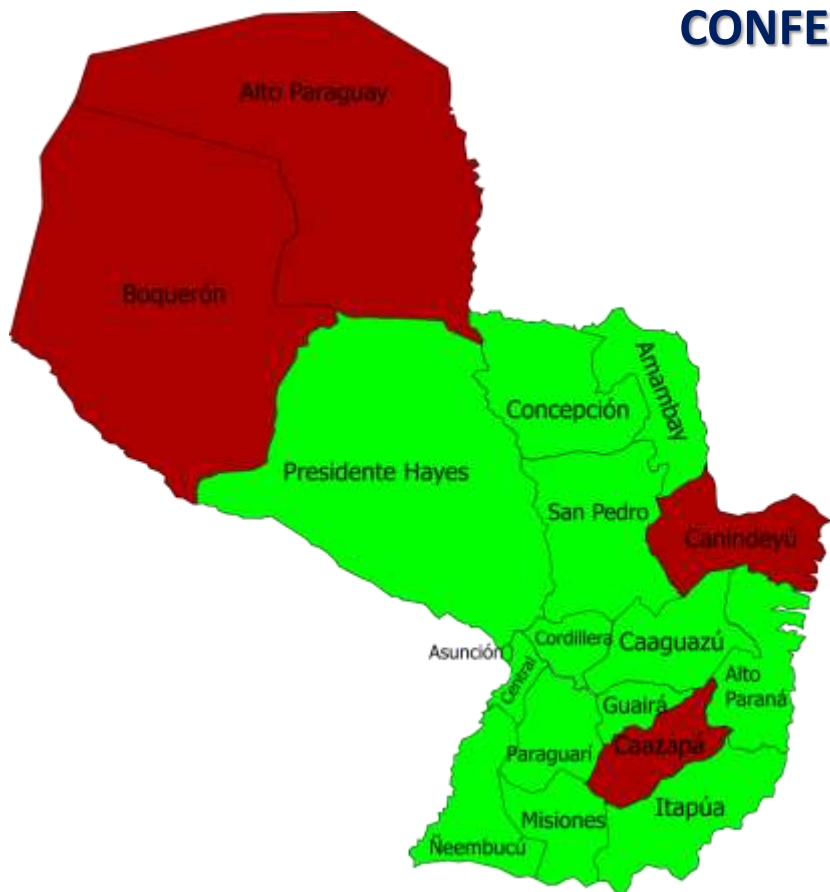 CONFE
Alto Paraguay
Boquerón
Amambay
Concepción
Presidente Hayes
San Pedro
Canindeyú
Cordillera
Caaguazú
Asunción
Central
Alto
Paraná
Guairá
Paraguarí
Caazapá
Itapúa
Misiones
Ñeembucú